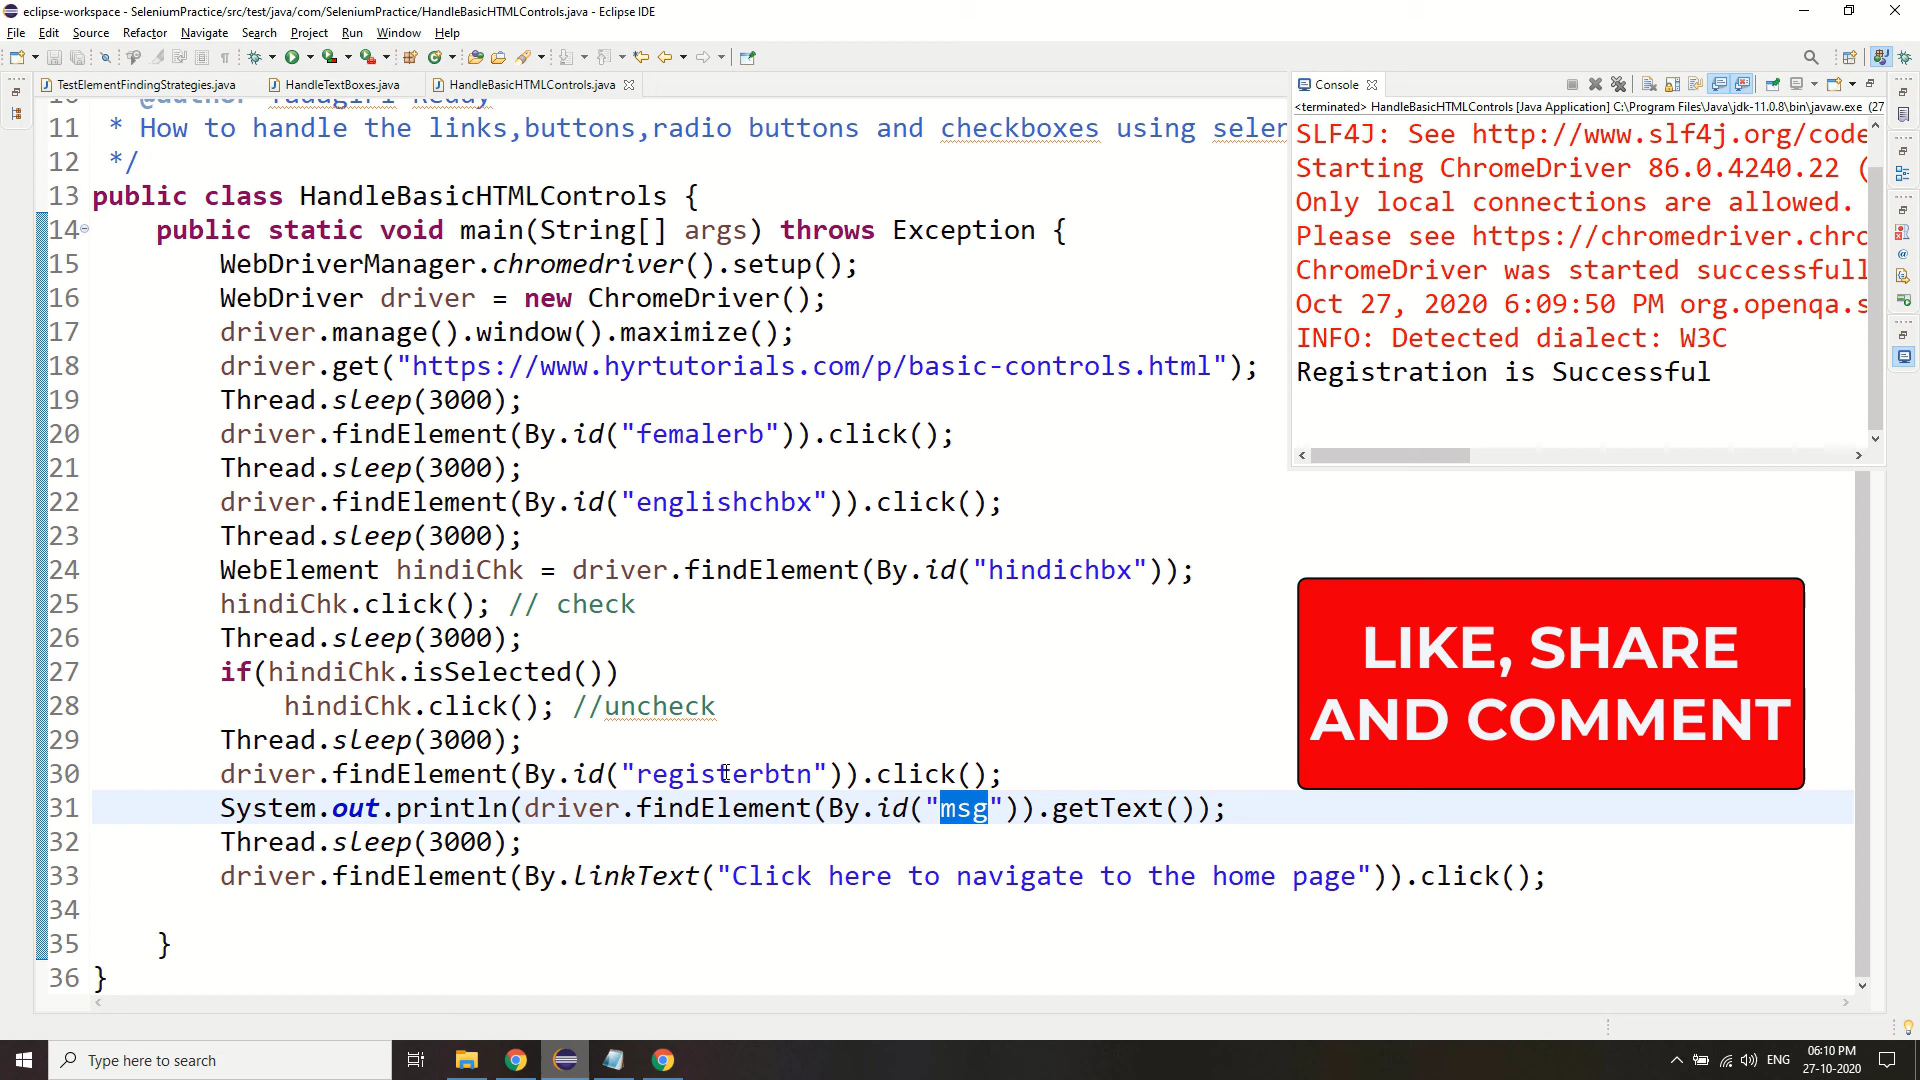 eclipse-workspace - SeleniumPractice/src/test/java/com/SeleniumPractice/HandleBasicHTMLControls.java - Eclipse IDE
File Edit Source Refactor Navigate Search Project Run Window Help
TestElementFindingStrategies.java HandleTextBoxes.java HandleBasicHTMLControls.java
11 * How to handle the links,buttons,radio buttons and checkboxes using selen
12 */
13 public class HandleBasicHTMLControls {
14 public static void main(String[] args) throws Exception {
15 WebDriverManager.chromedriver().setup();
16 WebDriver driver = new ChromeDriver();
17 driver.manage().window().maximize();
18 driver.get("https://www.hyrtutorials.com/p/basic-controls.html");
19 Thread.sleep(3000);
20 driver.findElement(By.id("femalerb")).click();
21 Thread.sleep(3000);
22 driver.findElement(By.id("englishchbx")).click();
23 Thread.sleep(3000);
24 WebElement hindiChk = driver.findElement(By.id("hindichbx"));
25 hindiChk.click(); // check
26 Thread.sleep(3000);
27 if(hindiChk.isSelected())
28 hindiChk.click(); //uncheck
29 Thread.sleep(3000);
30 driver.findElement(By.id("registerbtn")).click();
31 System.out.println(driver.findElement(By.id("msg")).getText());
32 Thread.sleep(3000);
33 driver.findElement(By.linkText("Click here to navigate to the home page")).click();
34
35 }
36 }
Console
<terminated> HandleBasicHTMLControls [Java Application] C:\Program Files\Java\jdk-11.0.8\bin\javaw.exe (27
SLF4J: See http://www.slf4j.org/code
Starting ChromeDriver 86.0.4240.22 (
Only local connections are allowed.
Please see https://chromedriver.chro
ChromeDriver was started successfull
Oct 27, 2020 6:09:50 PM org.openqa.s
INFO: Detected dialect: W3C
Registration is Successful
LIKE, SHARE
AND COMMENT
Type here to search
ENG
06:10 PM
27-10-2020